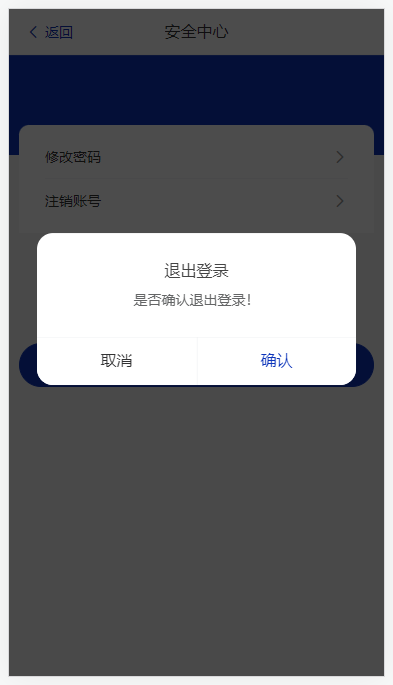 返回
安全中心
修改密码
注销账号
退出登录
是否确认退出登录！
取消
确认